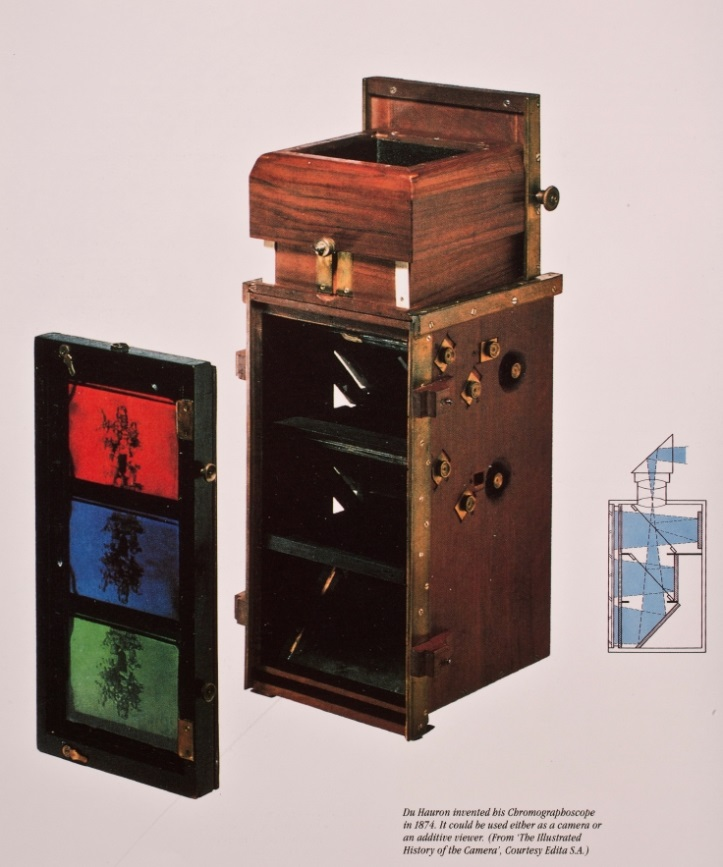 Du Hauron invented his Chromographoscope
in 1874. It could be used either as a camera or
an additive viewer. (From 'The Illustrated
History of the Camera', Courtesy Edita S.A.)